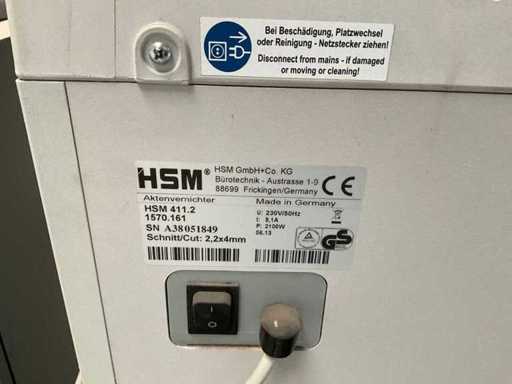 Bei Beschädigung, Platzwechsel
oder Reinigung - Netzstecker ziehen!
Disconnect from mains - if damaged
or moving or cleaning!
HSM®
HSM GmbH+Co. KG
Bürotechnik - Austrasse 1-9
88699 Frickingen/Germany
CE
Aktenvernichter
Made in Germany
HSM 411.2
1570.161
SN A38051849
Schnitt/Cut: 2,2x4mm
U: 230V/50Hz
I: 9,1A
P: 2100W
06.13
GS